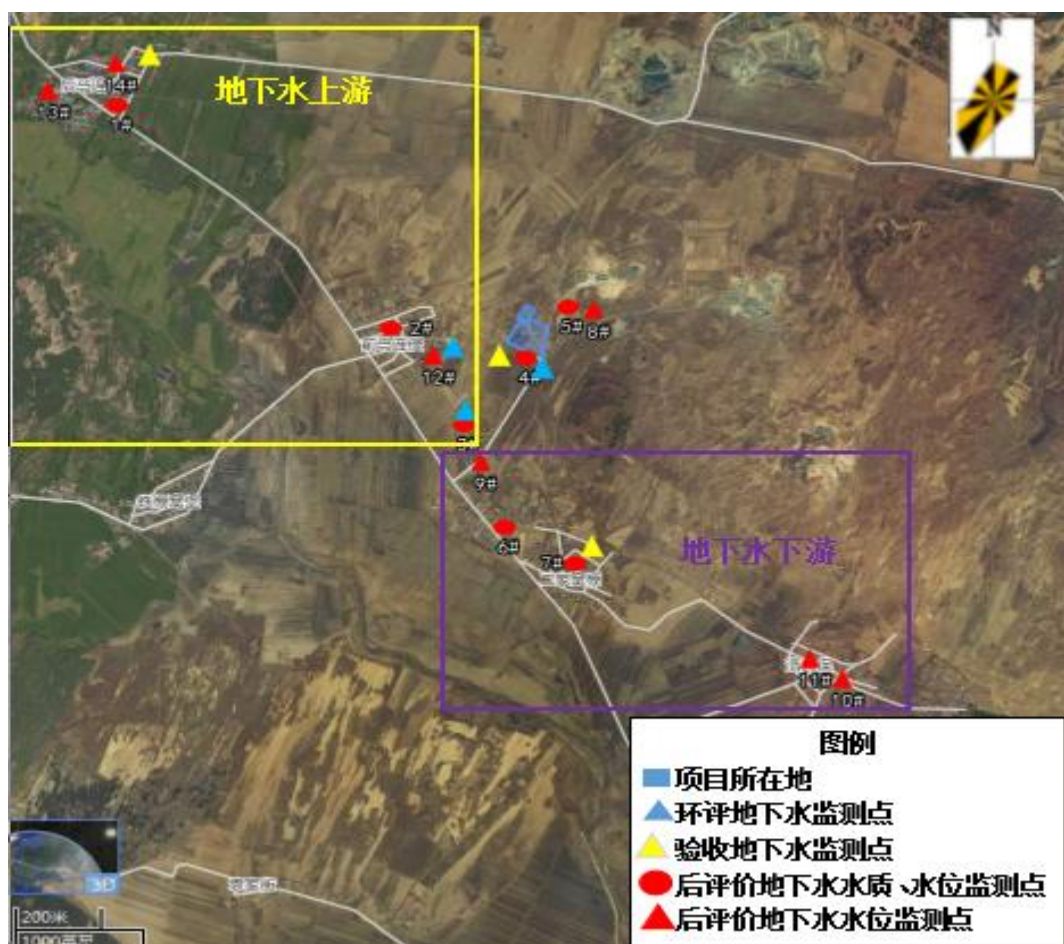 N
地下水上游
14#
13#
1#
2#
5#
8#
12#
4#
9#
6#
7#
地下水下游
11#
10#
图例
项目所在地
环评地下水监测点
验收地下水监测点
后评价地下水水质、水位监测点
后评价地下水水位监测点
3D
200米